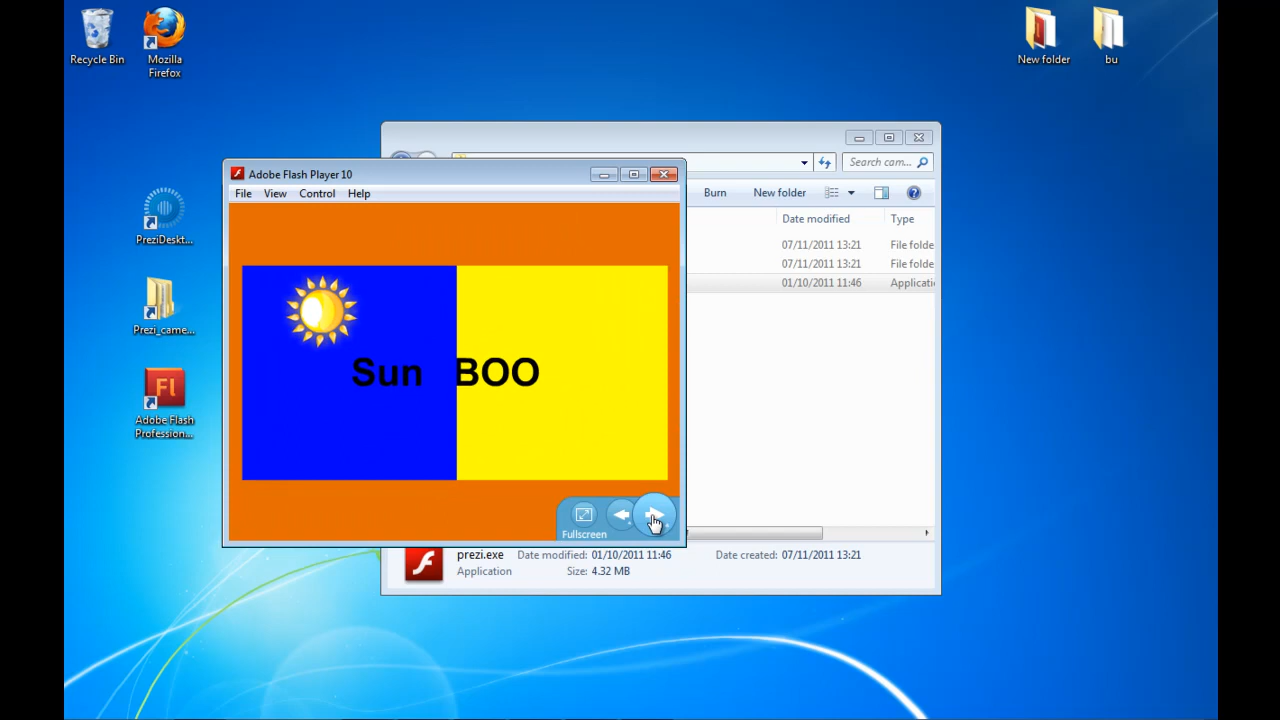 Recycle Bin
Mozilla
Firefox
New folder
bu
PreziDeskt...
Prezi_came...
Adobe Flash
Profession...
Search cam...
Burn
New folder
Date modified
Type
07/11/2011 13:21
File folde
07/11/2011 13:21
File folde
01/10/2011 11:46
Applicati
Adobe Flash Player 10
File View Control Help
Sun BOO
Fullscreen
prezi.exe Date modified: 01/10/2011 11:46 Date created: 07/11/2011 13:21
Application Size: 4.32 MB